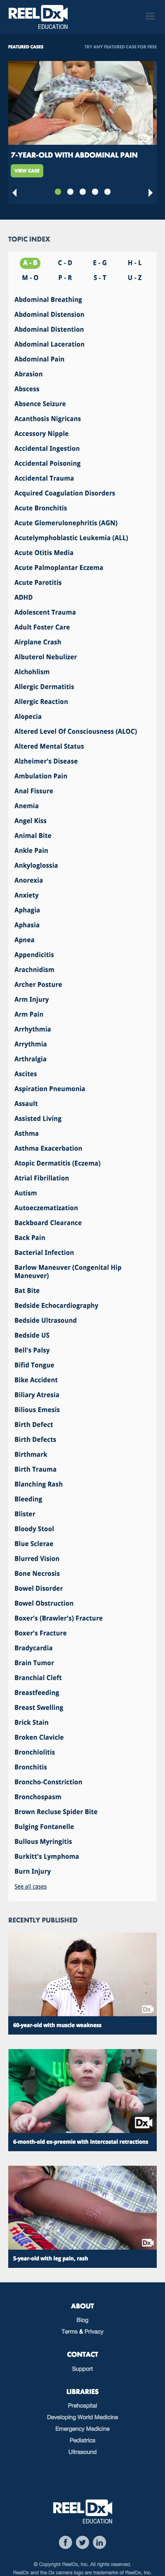 REELDx
EDUCATION
FEATURED CASES TRY ANY FEATURED CASE FOR FREE
Dx
7-YEAR-OLD WITH ABDOMINAL PAIN
VIEW CASE
TOPIC INDEX
A - B C - D E - G H - L
M - O P - R S - T U - Z
Abdominal Breathing
Abdominal Distension
Abdominal Distention
Abdominal Laceration
Abdominal Pain
Abrasion
Abscess
Absence Seizure
Acanthosis Nigricans
Accessory Nipple
Accidental Ingestion
Accidental Poisoning
Accidental Trauma
Acquired Coagulation Disorders
Acute Bronchitis
Acute Glomerulonephritis (AGN)
Acutelymphoblastic Leukemia (ALL)
Acute Otitis Media
Acute Palmoplantar Eczema
Acute Parotitis
ADHD
Adolescent Trauma
Adult Foster Care
Airplane Crash
Albuterol Nebulizer
Alchohlism
Allergic Dermatitis
Allergic Reaction
Alopecia
Altered Level Of Consciousness (ALOC)
Altered Mental Status
Alzheimer's Disease
Ambulation Pain
Anal Fissure
Anemia
Angel Kiss
Animal Bite
Ankle Pain
Ankyloglossia
Anorexia
Anxiety
Aphagia
Aphasia
Apnea
Appendicitis
Arachnidism
Archer Posture
Arm Injury
Arm Pain
Arrhythmia
Arrythmia
Arthralgia
Ascites
Aspiration Pneumonia
Assault
Assisted Living
Asthma
Asthma Exacerbation
Atopic Dermatitis (Eczema)
Atrial Fibrillation
Autism
Autoeczematization
Backboard Clearance
Back Pain
Bacterial Infection
Barlow Maneuver (Congenital Hip
Maneuver)
Bat Bite
Bedside Echocardiography
Bedside Ultrasound
Bedside US
Bell's Palsy
Bifid Tongue
Bike Accident
Biliary Atresia
Bilious Emesis
Birth Defect
Birth Defects
Birthmark
Birth Trauma
Blanching Rash
Bleeding
Blister
Bloody Stool
Blue Sclerae
Blurred Vision
Bone Necrosis
Bowel Disorder
Bowel Obstruction
Boxer's (Brawler's) Fracture
Boxer's Fracture
Bradycardia
Brain Tumor
Branchial Cleft
Breastfeeding
Breast Swelling
Brick Stain
Broken Clavicle
Bronchiolitis
Bronchitis
Broncho-Constriction
Bronchospasm
Brown Recluse Spider Bite
Bulging Fontanelle
Bullous Myringitis
Burkitt's Lymphoma
Burn Injury
See all cases
RECENTLY PUBLISHED
Dx
60-year-old with muscle weakness
Dx
6-month-old ex-preemie with intercostal retractions
Dx
5-year-old with leg pain, rash
ABOUT
Blog
Terms & Privacy
CONTACT
Support
LIBRARIES
Prehospital
Developing World Medicine
Emergency Medicine
Pediatrics
Ultrasound
REELDx
EDUCATION
© Copyright ReelDx, Inc. All rights reserved.
ReelDx and the Dx camera logo are trademarks of ReelDx, Inc.